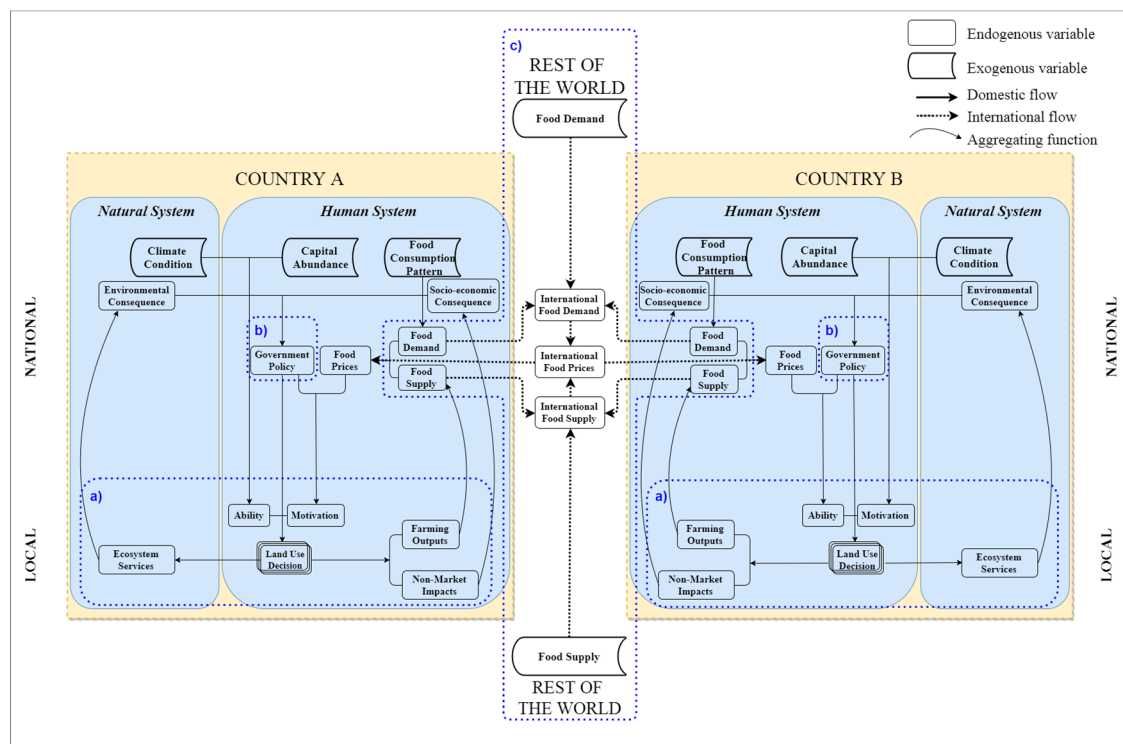 c)
REST OF
THE WORLD
Food Demand
Endogenous variable
Exogenous variable
Domestic flow
International flow
Aggregating function
COUNTRY A
Natural System
Human System
Climate
Condition
Capital
Abundance
Food
Consumption
Pattern
Environmental
Consequence
Socio-economic
Consequence
b)
Government
Policy
Food
Prices
Food
Demand
Food
Supply
NATIONAL
a)
Ability
Motivation
Farming
Outputs
Ecosystem
Services
Land Use
Decision
Non-Market
Impacts
LOCAL
International
Food Demand
International
Food Prices
International
Food Supply
COUNTRY B
Human System
Natural System
Food
Consumption
Pattern
Capital
Abundance
Climate
Condition
Socio-economic
Consequence
Environmental
Consequence
b)
Food
Demand
Food
Prices
Government
Policy
Food
Supply
NATIONAL
a)
Ability
Motivation
Farming
Outputs
Land Use
Decision
Ecosystem
Services
Non-Market
Impacts
LOCAL
Food Supply
REST OF
THE WORLD